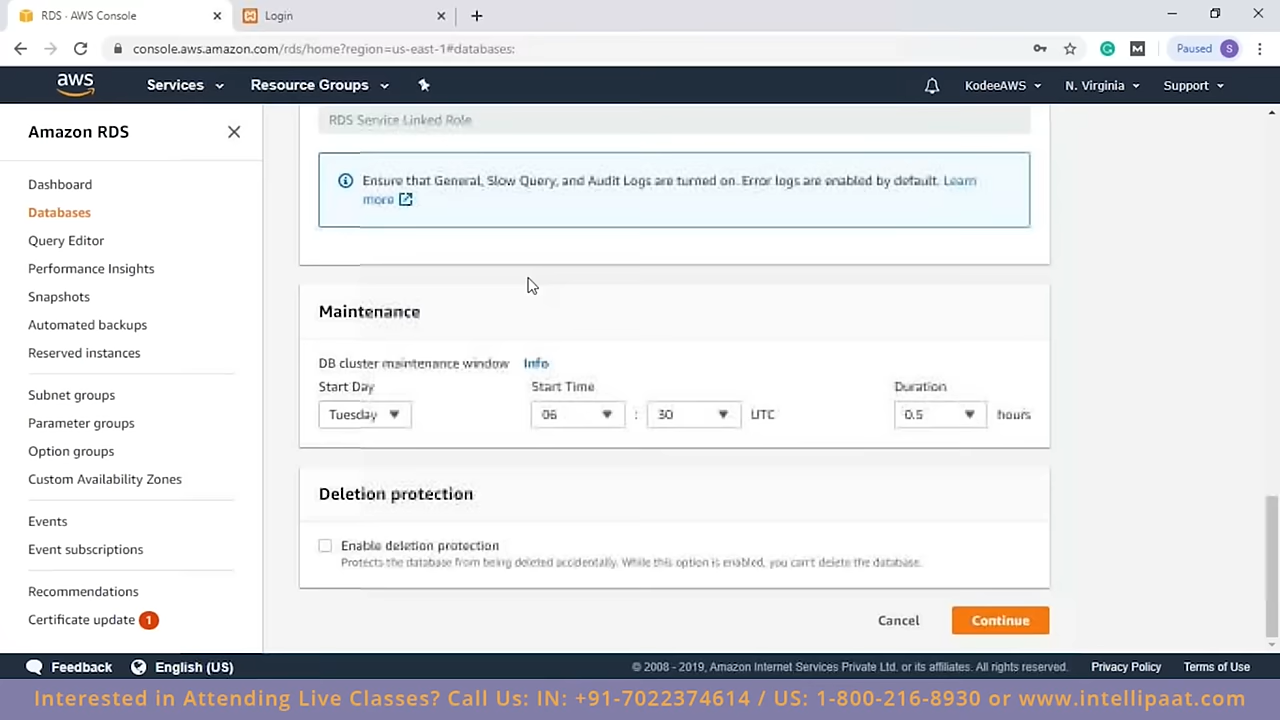 RDS · AWS Console
Login
console.aws.amazon.com/rds/home?region=us-east-1#databases:
Paused
S
aws
Services
Resource Groups
KodeeAWS
N. Virginia
Support
Amazon RDS
Dashboard
Databases
Query Editor
Performance Insights
Snapshots
Automated backups
Reserved instances
Subnet groups
Parameter groups
Option groups
Custom Availability Zones
Events
Event subscriptions
Recommendations
Certificate update 1
RDS Service Linked Role
Ensure that General, Slow Query, and Audit Logs are turned on. Error logs are enabled by default. Learn
more
Maintenance
DB cluster maintenance window Info
Start Day
Start Time
Duration
Tuesday
06 : 30 UTC
0.5 hours
Deletion protection
Enable deletion protection
Protects the database from being deleted accidentally. While this option is enabled, you can't delete the database.
Cancel
Continue
Feedback
English (US)
© 2008 - 2019, Amazon Internet Services Private Ltd. or its affiliates. All rights reserved.
Privacy Policy
Terms of Use
Interested in Attending Live Classes? Call Us: IN: +91-7022374614 / US: 1-800-216-8930 or www.intellipaat.com